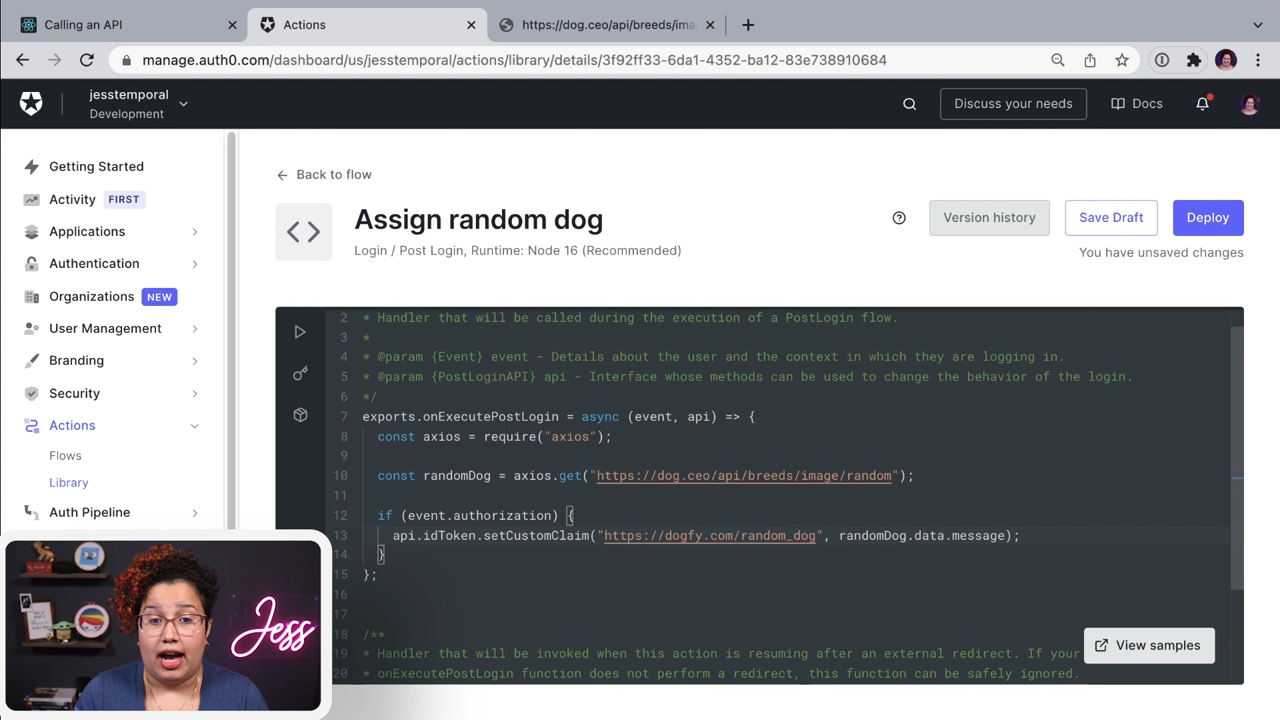 Calling an API
Actions
https://dog.ceo/api/breeds/ima
manage.auth0.com/dashboard/us/jesstemporal/actions/library/details/3f92ff33-6da1-4352-ba12-83e738910684
jesstemporal
Development
Discuss your needs
Docs
Getting Started
Activity FIRST
Applications
Authentication
Organizations NEW
User Management
Branding
Security
Actions
Flows
Library
Auth Pipeline
Back to flow
Assign random dog
Login / Post Login, Runtime: Node 16 (Recommended)
Version history
Save Draft
Deploy
You have unsaved changes
2 * Handler that will be called during the execution of a PostLogin flow.
3 *
4 * @param {Event} event - Details about the user and the context in which they are logging in.
5 * @param {PostLoginAPI} api - Interface whose methods can be used to change the behavior of the login.
6 */
7 exports.onExecutePostLogin = async (event, api) => {
8 const axios = require("axios");
9
10 const randomDog = axios.get("https://dog.ceo/api/breeds/image/random");
11
12 if (event.authorization) {
13 api.idToken.setCustomClaim("https://dogfy.com/random_dog", randomDog.data.message);
14 }
15 };
16
17
18 /**
19 * Handler that will be invoked when this action is resuming after an external redirect. If your
20 * onExecutePostLogin function does not perform a redirect, this function can be safely ignored.
View samples
Jess